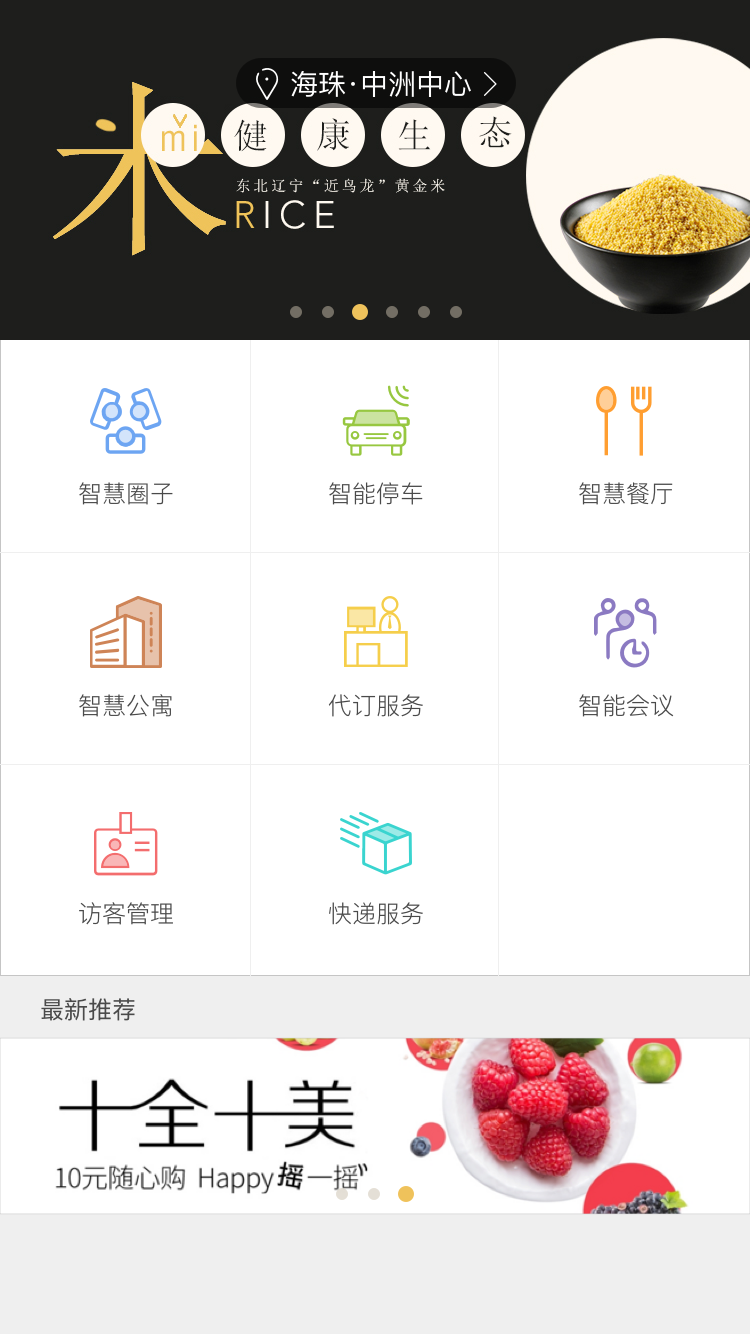 海珠·中洲中心
米
mi 健康生态
东北辽宁“近鸟龙”黄金米
RICE
智慧圈子
智能停车
智慧餐厅
智慧公寓
代订服务
智能会议
访客管理
快递服务
最新推荐
十全十美
10元随心购 Happy摇一摇